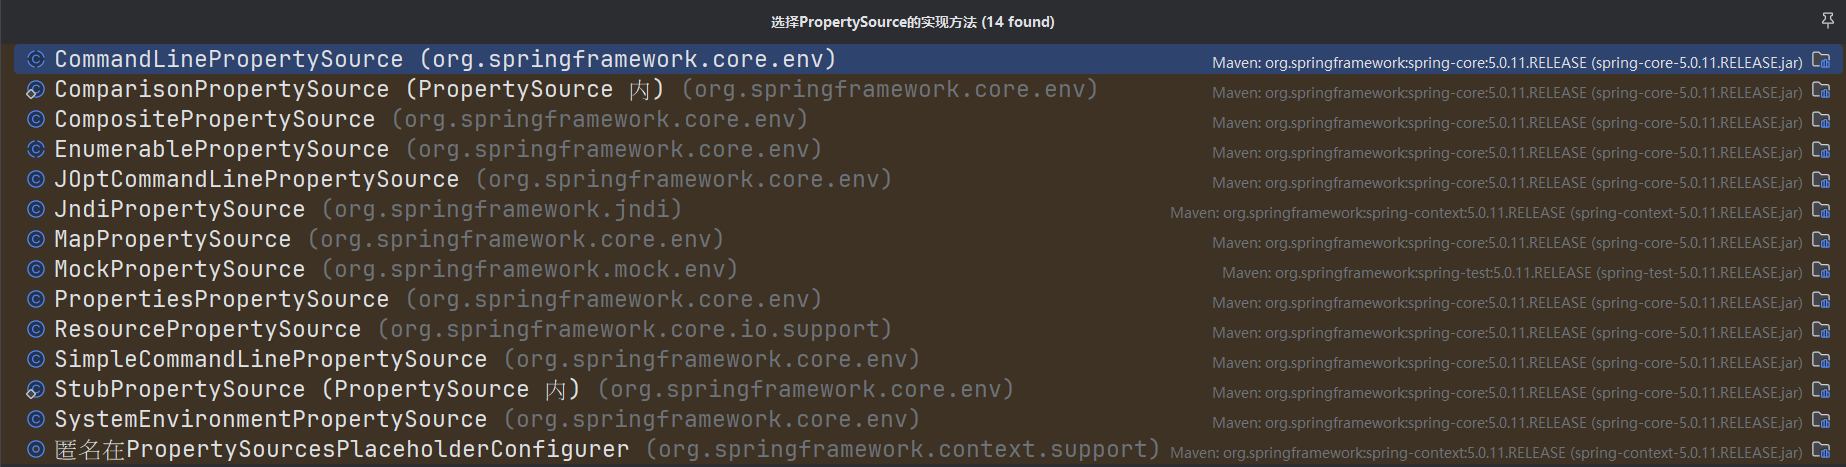 选择PropertySource的实现方法 (14 found)
CommandLinePropertySource (org.springframework.core.env) Maven: org.springframework:spring-core:5.0.11.RELEASE (spring-core-5.0.11.RELEASE.jar)
ComparisonPropertySource (PropertySource 内) (org.springframework.core.env) Maven: org.springframework:spring-core:5.0.11.RELEASE (spring-core-5.0.11.RELEASE.jar)
CompositePropertySource (org.springframework.core.env) Maven: org.springframework:spring-core:5.0.11.RELEASE (spring-core-5.0.11.RELEASE.jar)
EnumerablePropertySource (org.springframework.core.env) Maven: org.springframework:spring-core:5.0.11.RELEASE (spring-core-5.0.11.RELEASE.jar)
JOptCommandLinePropertySource (org.springframework.core.env) Maven: org.springframework:spring-core:5.0.11.RELEASE (spring-core-5.0.11.RELEASE.jar)
JndiPropertySource (org.springframework.jndi) Maven: org.springframework:spring-context:5.0.11.RELEASE (spring-context-5.0.11.RELEASE.jar)
MapPropertySource (org.springframework.core.env) Maven: org.springframework:spring-core:5.0.11.RELEASE (spring-core-5.0.11.RELEASE.jar)
MockPropertySource (org.springframework.mock.env) Maven: org.springframework:spring-test:5.0.11.RELEASE (spring-test-5.0.11.RELEASE.jar)
PropertiesPropertySource (org.springframework.core.env) Maven: org.springframework:spring-core:5.0.11.RELEASE (spring-core-5.0.11.RELEASE.jar)
ResourcePropertySource (org.springframework.core.io.support) Maven: org.springframework:spring-core:5.0.11.RELEASE (spring-core-5.0.11.RELEASE.jar)
SimpleCommandLinePropertySource (org.springframework.core.env) Maven: org.springframework:spring-core:5.0.11.RELEASE (spring-core-5.0.11.RELEASE.jar)
StubPropertySource (PropertySource 内) (org.springframework.core.env) Maven: org.springframework:spring-core:5.0.11.RELEASE (spring-core-5.0.11.RELEASE.jar)
SystemEnvironmentPropertySource (org.springframework.core.env) Maven: org.springframework:spring-core:5.0.11.RELEASE (spring-core-5.0.11.RELEASE.jar)
匿名在PropertySourcesPlaceholderConfigurer (org.springframework.context.support) Maven: org.springframework:spring-context:5.0.11.RELEASE (spring-context-5.0.11.RELEASE.jar)